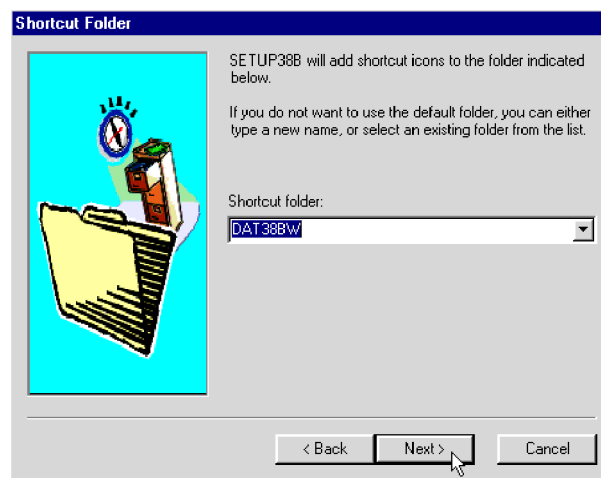 Shortcut Folder
SETUP38B will add shortcut icons to the folder indicated
below.
If you do not want to use the default folder, you can either
type a new name, or select an existing folder from the list.
Shortcut folder:
DAT38BW
< Back
Next >
Cancel